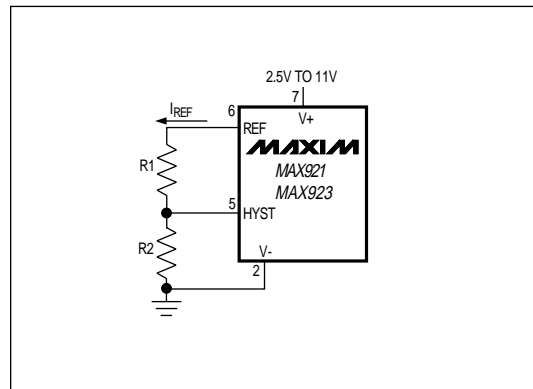 2.5V TO 11V
7
V+
IREF
6
REF
MAXIM
R1
MAX921
MAX923
5
HYST
R2
V-
2